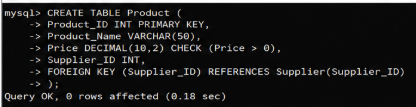 mysql> CREATE TABLE Product (
    -> Product_ID INT PRIMARY KEY,
    -> Product_Name VARCHAR(50),
    -> Price DECIMAL(10,2) CHECK (Price > 0),
    -> Supplier_ID INT,
    -> FOREIGN KEY (Supplier_ID) REFERENCES Supplier(Supplier_ID)
    -> );
Query OK, 0 rows affected (0.18 sec)